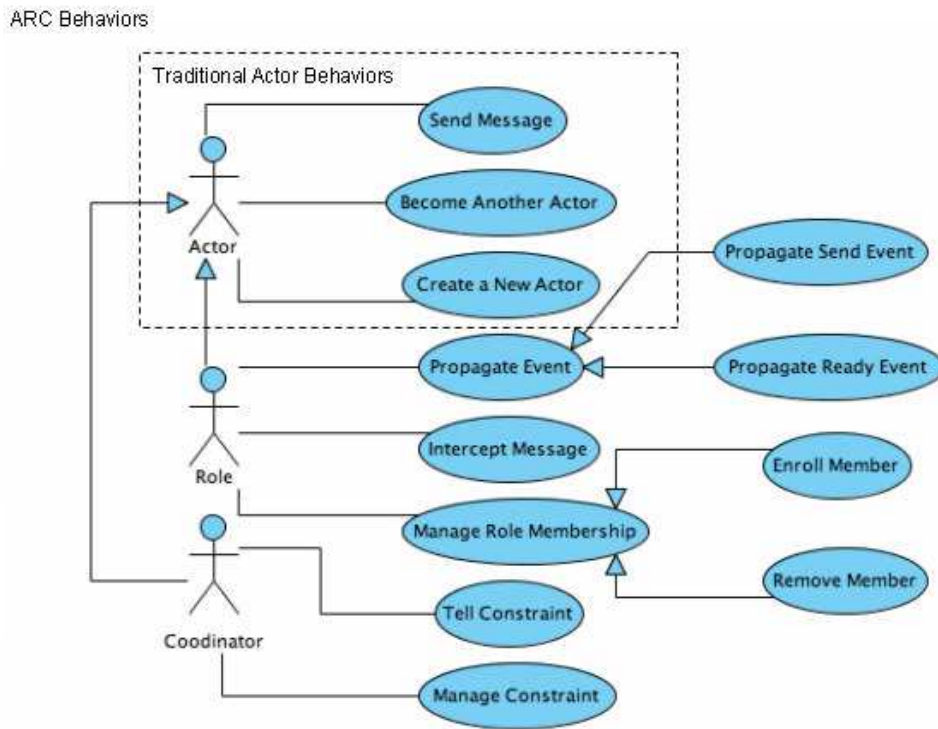 ARC Behaviors
Traditional Actor Behaviors
Send Message
Become Another Actor
Actor
Create a New Actor
Propagate Send Event
Propagate Event
Propagate Ready Event
Intercept Message
Enroll Member
Role
Manage Role Membership
Remove Member
Tell Constraint
Coodinator
Manage Constraint